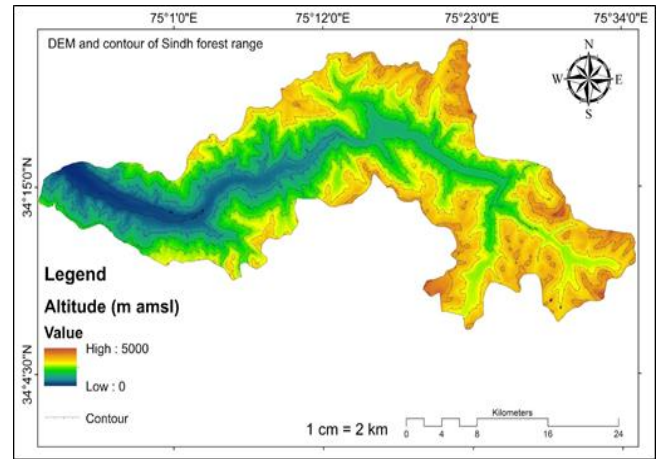 75°1'0"E 75°12'0"E 75°23'0"E 75°34'0"E
DEM and contour of Sindh forest range
N
W E
S
34°15'0"N
34°4'30"N
Legend
Altitude (m amsl)
Value
High : 5000
Low : 0
Contour
1 cm = 2 km
Kilometers
0 4 8 16 24